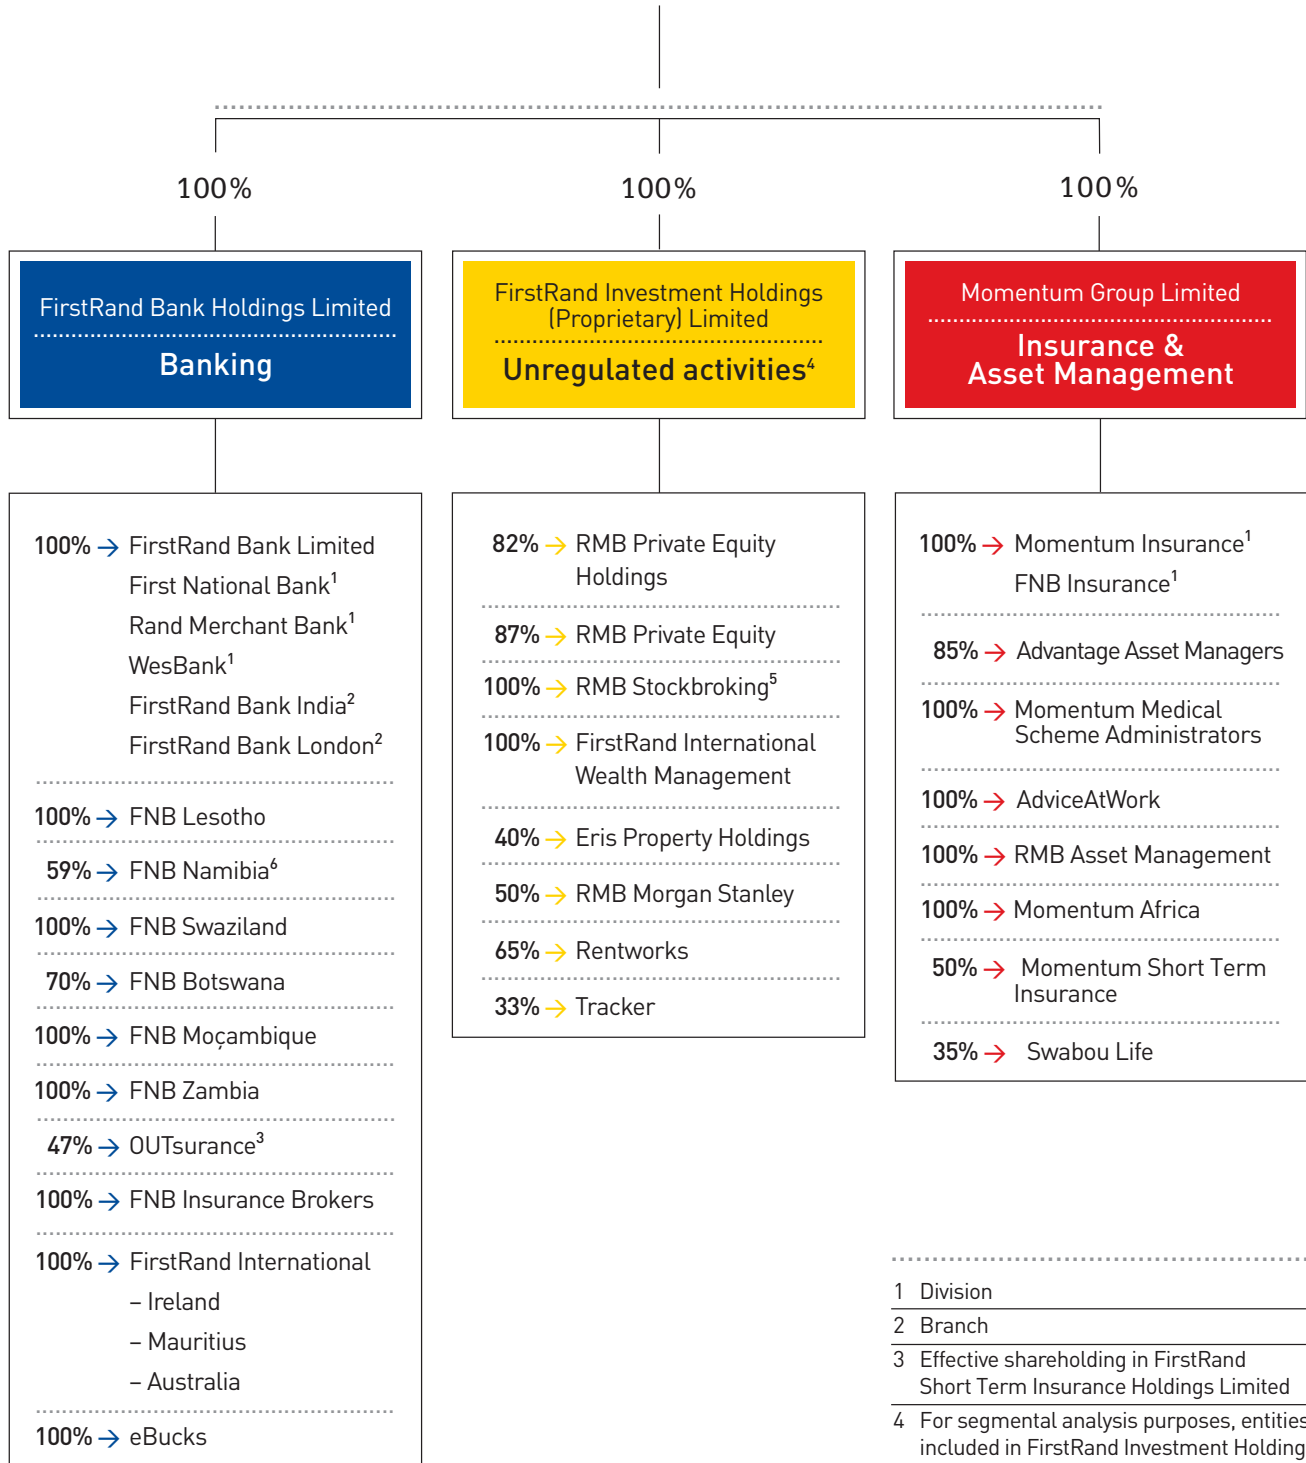 100%
100%
100%
FirstRand Bank Holdings Limited
Banking
FirstRand Investment Holdings
(Proprietary) Limited
Unregulated activities⁴
Momentum Group Limited
Insurance &
Asset Management
100% → FirstRand Bank Limited
First National Bank¹
Rand Merchant Bank¹
WesBank¹
FirstRand Bank India²
FirstRand Bank London²
100% → FNB Lesotho
59% → FNB Namibia⁶
100% → FNB Swaziland
70% → FNB Botswana
100% → FNB Moçambique
100% → FNB Zambia
47% → OUTsurance³
100% → FNB Insurance Brokers
100% → FirstRand International
– Ireland
– Mauritius
– Australia
100% → eBucks
82% → RMB Private Equity
Holdings
87% → RMB Private Equity
100% → RMB Stockbroking⁵
100% → FirstRand International
Wealth Management
40% → Eris Property Holdings
50% → RMB Morgan Stanley
65% → Rentworks
33% → Tracker
100% → Momentum Insurance¹
FNB Insurance¹
85% → Advantage Asset Managers
100% → Momentum Medical
Scheme Administrators
100% → AdviceAtWork
100% → RMB Asset Management
100% → Momentum Africa
50% → Momentum Short Term
Insurance
35% → Swabou Life
1 Division
2 Branch
3 Effective shareholding in FirstRand
Short Term Insurance Holdings Limited
4 For segmental analysis purposes, entities
included in FirstRand Investment Holding